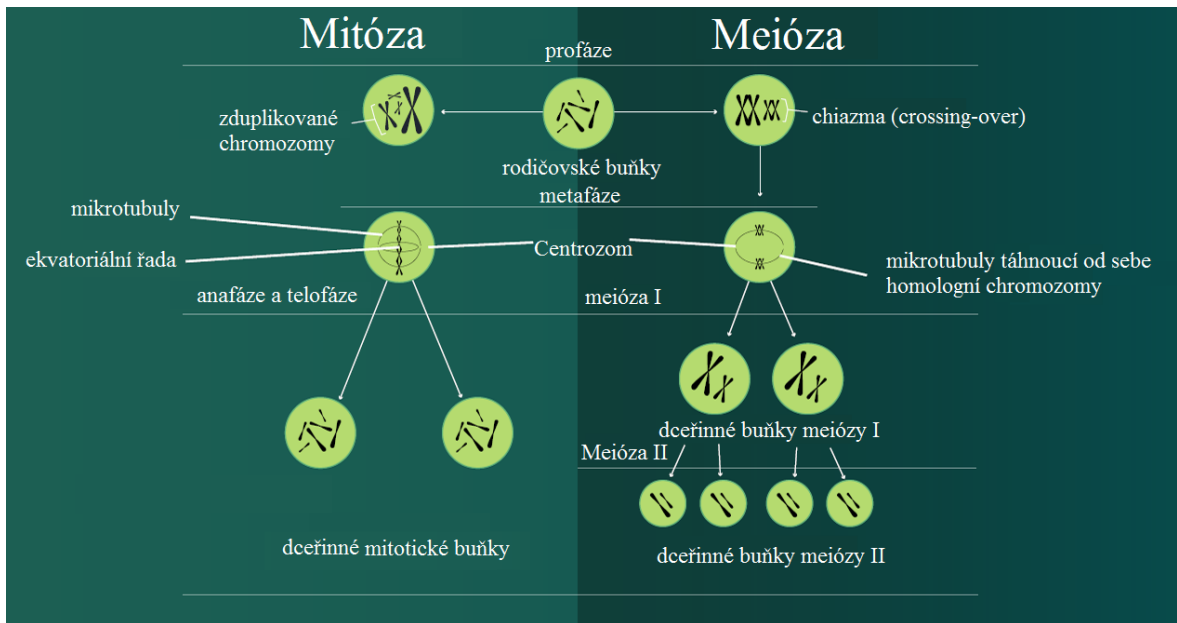 Mitóza
Meióza
profáze
zduplikované
chromozomy
chiazma (crossing-over)
rodičovské buňky
metafáze
mikrotubuly
ekvatoriální řada
Centrozom
mikrotubuly táhnoucí od sebe
homologní chromozomy
anafáze a telofáze
meióza I
dceřinné buňky meiózy I
Meióza II
dceřinné mitotické buňky
dceřinné buňky meiózy II